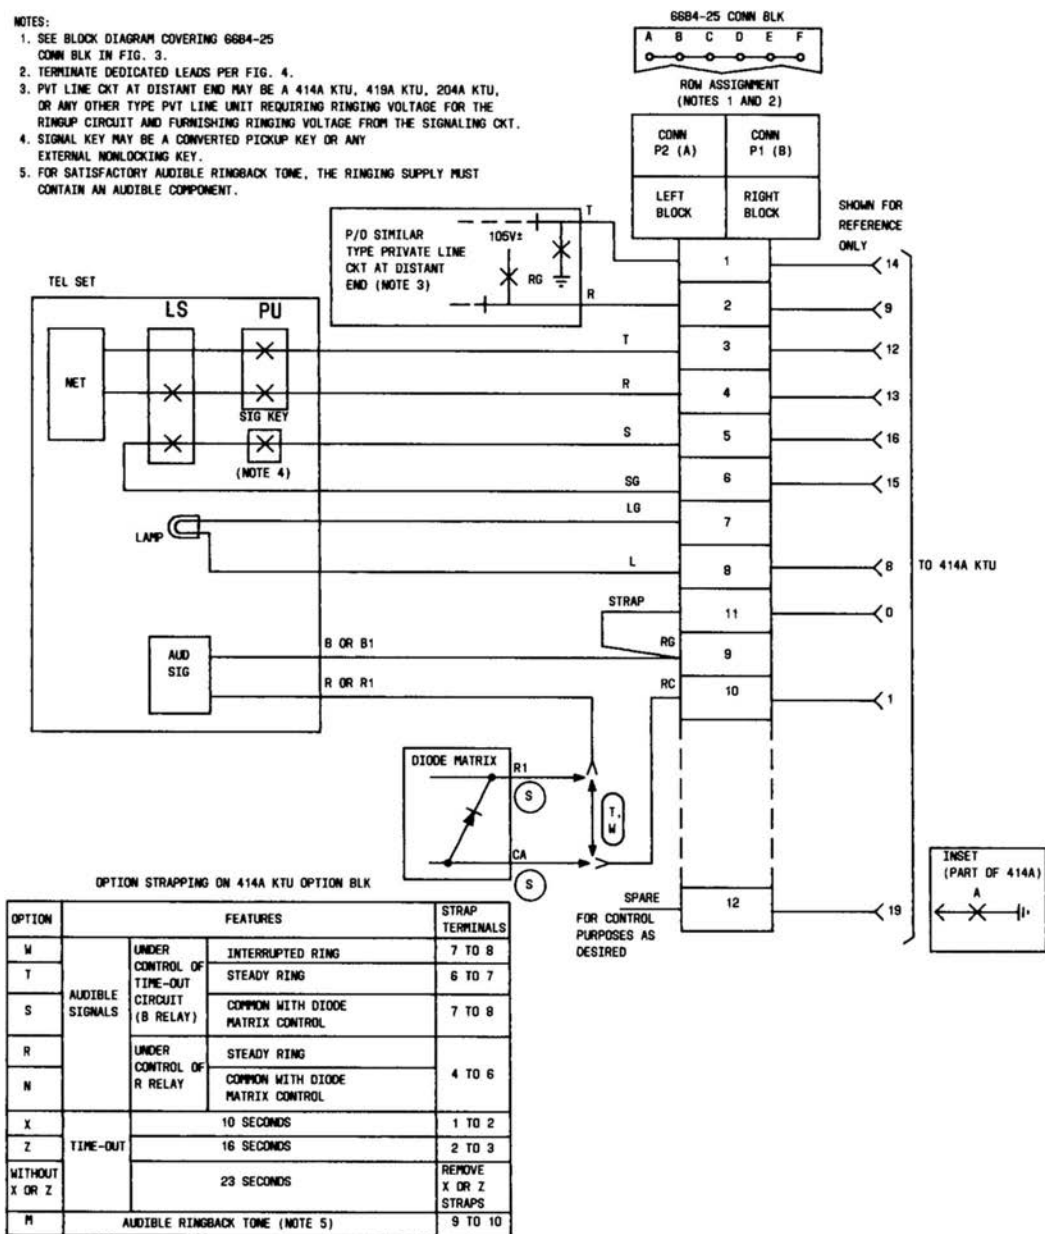 NOTES:
1. SEE BLOCK DIAGRAM COVERING 66B4-25
CONN BLK IN FIG. 3.
2. TERMINATE DEDICATED LEADS PER FIG. 4.
3. PVT LINE CKT AT DISTANT END MAY BE A 414A KTU, 419A KTU, 204A KTU,
OR ANY OTHER TYPE PVT LINE UNIT REQUIRING RINGING VOLTAGE FOR THE
RINGUP CIRCUIT AND FURNISHING RINGING VOLTAGE FROM THE SIGNALING CKT.
4. SIGNAL KEY MAY BE A CONVERTED PICKUP KEY OR ANY
EXTERNAL NONLOCKING KEY.
5. FOR SATISFACTORY AUDIBLE RINGBACK TONE, THE RINGING SUPPLY MUST
CONTAIN AN AUDIBLE COMPONENT.
66B4-25 CONN BLK
A B C D E F
ROW ASSIGNMENT
(NOTES 1 AND 2)
CONN
P2 (A)
CONN
P1 (B)
LEFT
BLOCK
RIGHT
BLOCK
SHOWN FOR
REFERENCE
ONLY
P/O SIMILAR
TYPE PRIVATE LINE
CKT AT DISTANT
END (NOTE 3)
105V±
RG
T
R
1
14
2
9
TEL SET
LS
PU
NET
T
3
12
R
4
13
SIG KEY
(NOTE 4)
S
5
16
SG
6
15
LG
7
LAMP
L
8
8
TO 414A KTU
STRAP
11
0
AUD
SIG
B OR B1
RG
9
R OR R1
RC
10
1
DIODE MATRIX
R1
S
T,
W
CA
S
SPARE
12
19
FOR CONTROL
PURPOSES AS
DESIRED
INSET
(PART OF 414A)
A
OPTION STRAPPING ON 414A KTU OPTION BLK
OPTION FEATURES STRAP
TERMINALS
AUDIBLE
SIGNALS
UNDER
CONTROL OF
TIME-OUT
CIRCUIT
(B RELAY)
W INTERRUPTED RING 7 TO 8
T STEADY RING 6 TO 7
S COMMON WITH DIODE
MATRIX CONTROL 7 TO 8
UNDER
CONTROL OF
R RELAY
R STEADY RING
4 TO 6
N COMMON WITH DIODE
MATRIX CONTROL
TIME-OUT
X 10 SECONDS 1 TO 2
Z 16 SECONDS 2 TO 3
WITHOUT
X OR Z
23 SECONDS
REMOVE
X OR Z
STRAPS
M AUDIBLE RINGBACK TONE (NOTE 5) 9 TO 10